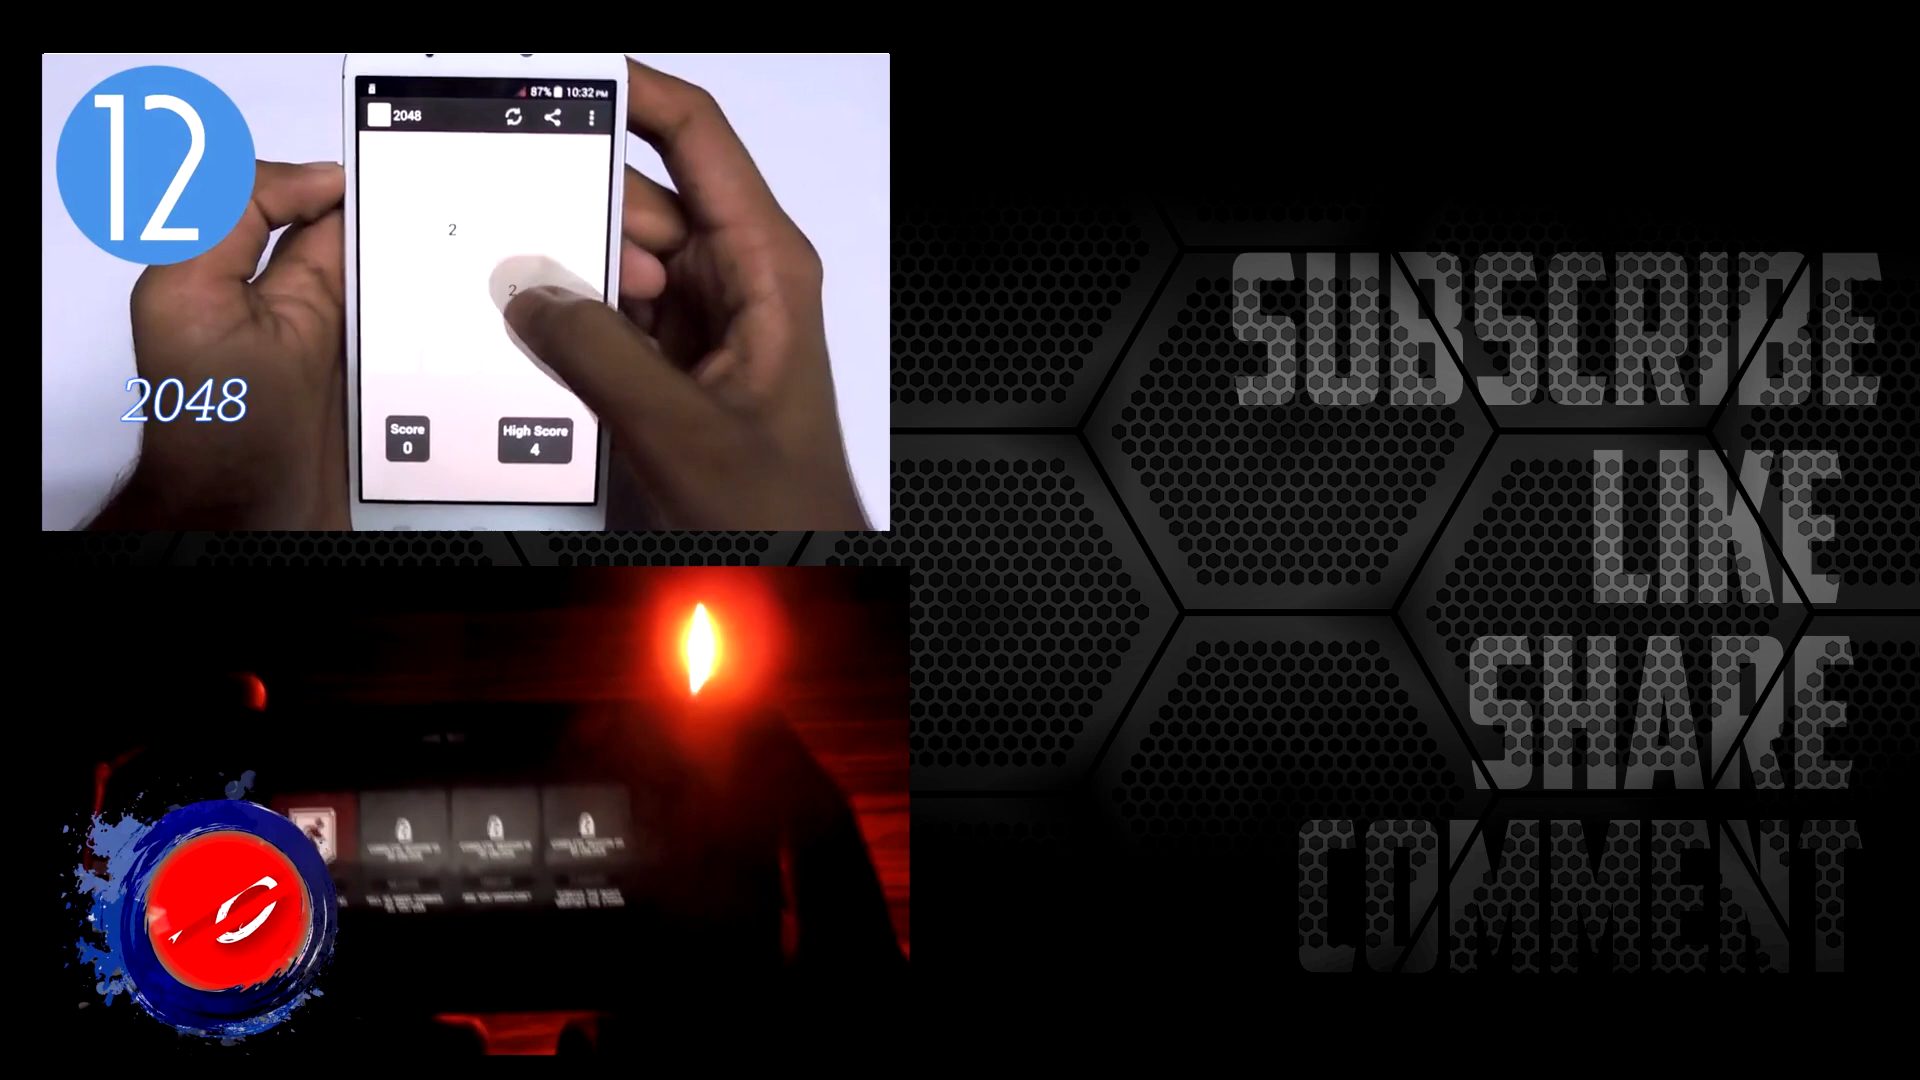 12
87% 10:32 PM
2048
2
2
2048
Score
0
High Score
4
SUBSCRIBE
LIKE
SHARE
COMMENT